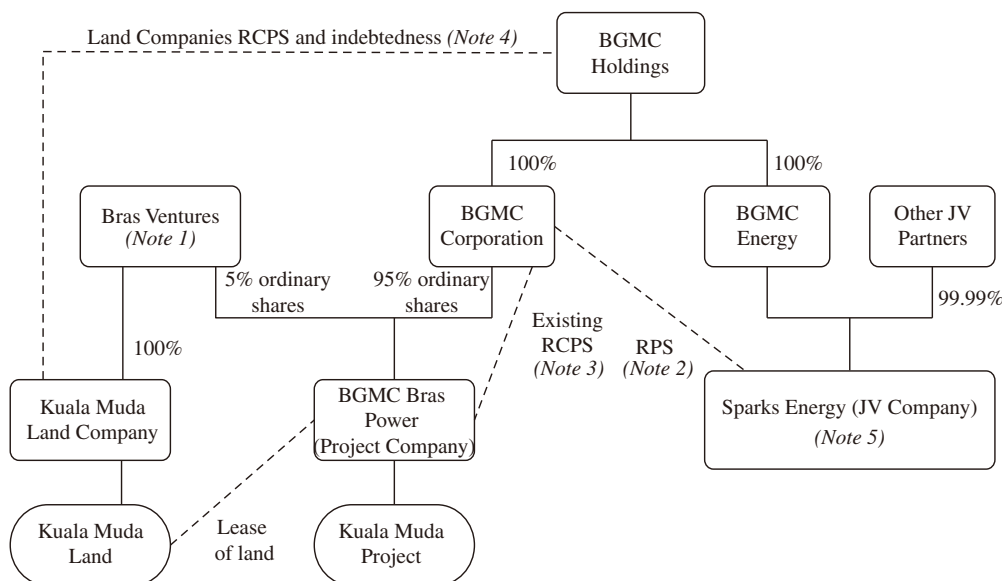 Land Companies RCPS and indebtedness (Note 4)
BGMC
Holdings
100%
100%
Bras Ventures
(Note 1)
BGMC
Corporation
BGMC
Energy
Other JV
Partners
5% ordinary
shares
95% ordinary
shares
99.99%
100%
Existing
RCPS
(Note 3)
RPS
(Note 2)
Kuala Muda
Land Company
BGMC Bras
Power
(Project Company)
Sparks Energy (JV Company)
(Note 5)
Kuala Muda
Land
Lease
of land
Kuala Muda
Project